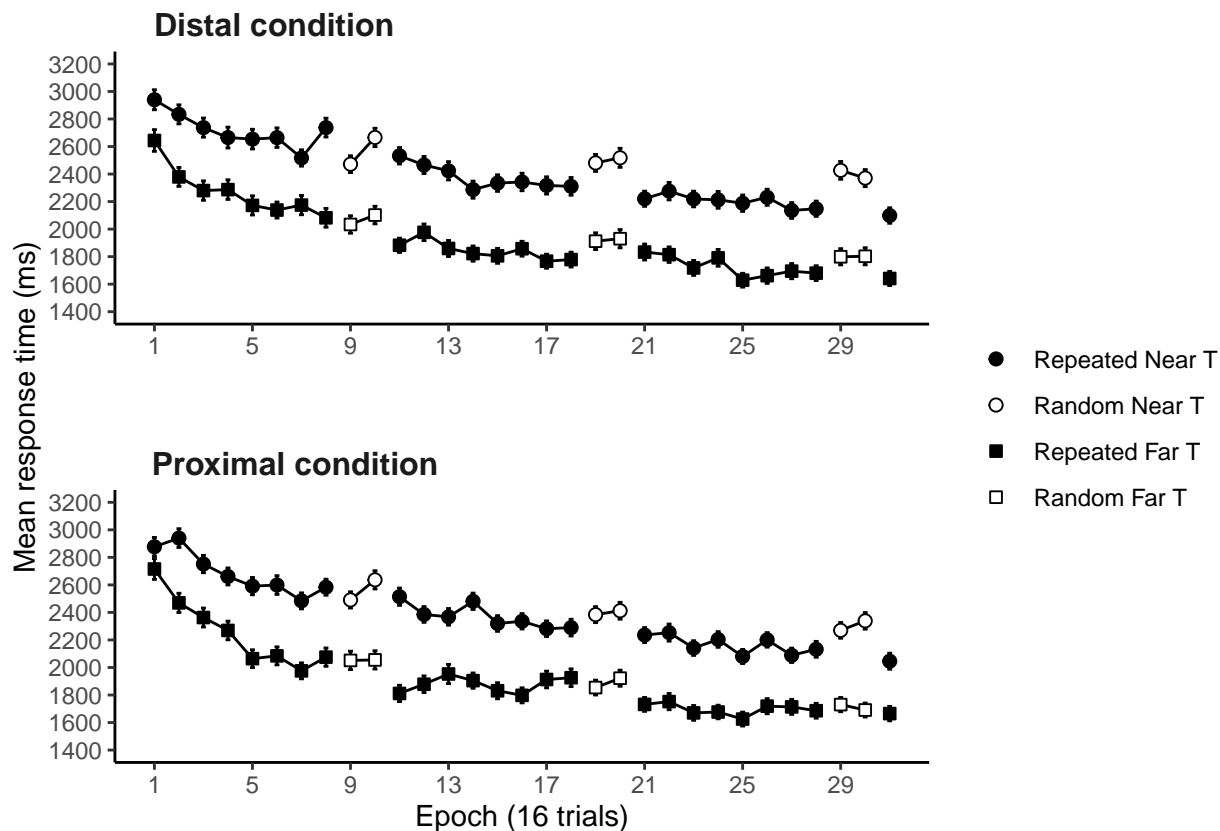 Distal condition
3200
3000
2800
2600
2400
2200
2000
1800
1600
1400
1 5 9 13 17 21 25 29
Mean response time (ms)
Repeated Near T
Random Near T
Repeated Far T
Random Far T
Proximal condition
3200
3000
2800
2600
2400
2200
2000
1800
1600
1400
1 5 9 13 17 21 25 29
Epoch (16 trials)